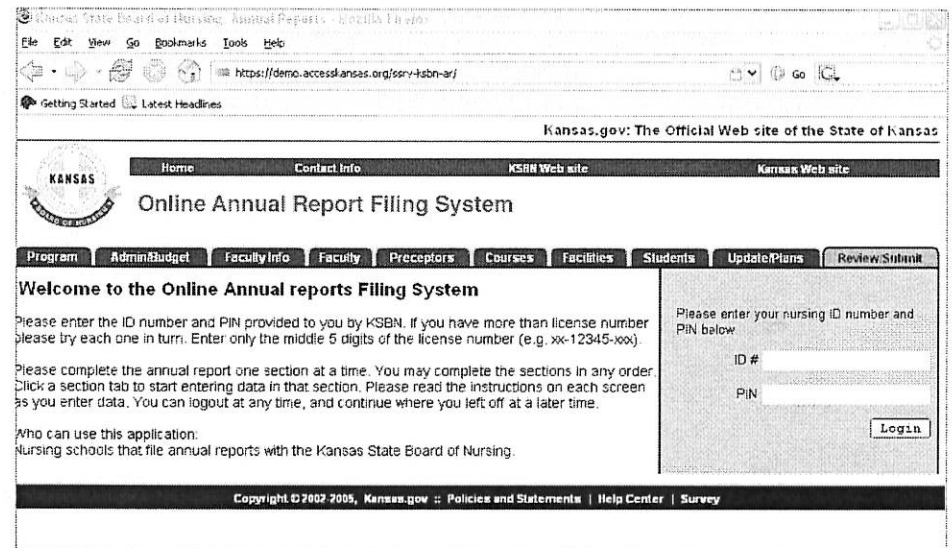 Kansas State Board of Nursing, Annual Reports - Mozilla Firefox
File Edit View Go Bookmarks Tools Help
https://demo.accesskansas.org/ssrv-ksbn-ar/ Go
Getting Started Latest Headlines
Kansas.gov: The Official Web site of the State of Kansas
Home Contact Info KSBN Web site Kansas Web site
KANSAS
BOARD OF NURSING
Online Annual Report Filing System
Program Admin/Budget Faculty Info Faculty Preceptors Courses Facilities Students Update/Plans Review/Submit
Welcome to the Online Annual reports Filing System
Please enter the ID number and PIN provided to you by KSBN. If you have more than license number
please try each one in turn. Enter only the middle 5 digits of the license number (e.g. xx-12345-xxx).
Please complete the annual report one section at a time. You may complete the sections in any order.
Click a section tab to start entering data in that section. Please read the instructions on each screen
as you enter data. You can logout at any time, and continue where you left off at a later time.
Who can use this application:
Nursing schools that file annual reports with the Kansas State Board of Nursing.
Please enter your nursing ID number and
PIN below
ID #
PIN
Login
Copyright © 2002-2005, Kansas.gov :: Policies and Statements | Help Center | Survey